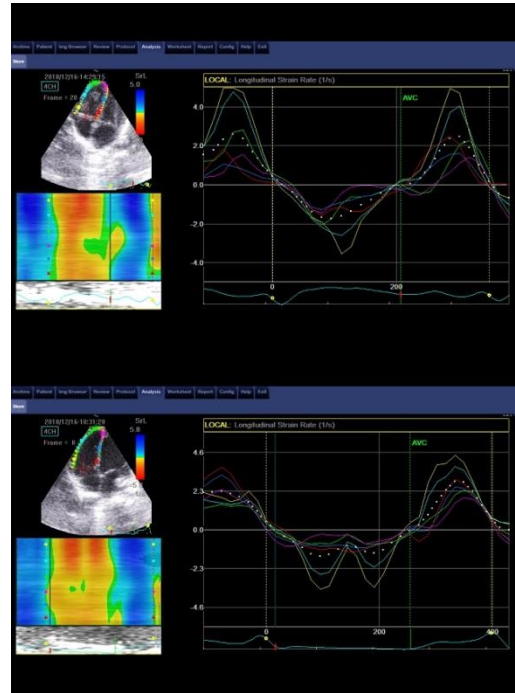 Archive Patient Img Browser Review Protocol Analysis Worksheet Report Config Help Exit
Store
2018/12/16-14:29:15
SrL
4CH
5.0
Frame = 20
LOCAL: Longitudinal Strain Rate (1/s)
AVC
4.0
2.0
0.0
-2.0
-4.0
0
200
Archive Patient Img Browser Review Protocol Analysis Worksheet Report Config Help Exit
Store
2018/12/16-10:31:20
SrL
4CH
5.0
Frame = 8
LOCAL: Longitudinal Strain Rate (1/s)
AVC
4.6
2.3
0.0
-2.3
-4.6
0
200
400